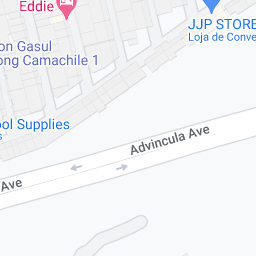 Eddie
JJP STORE
Loja de Conve
on Gasul
ong Camachile 1
ool Supplies
s
Advincula Ave
Ave